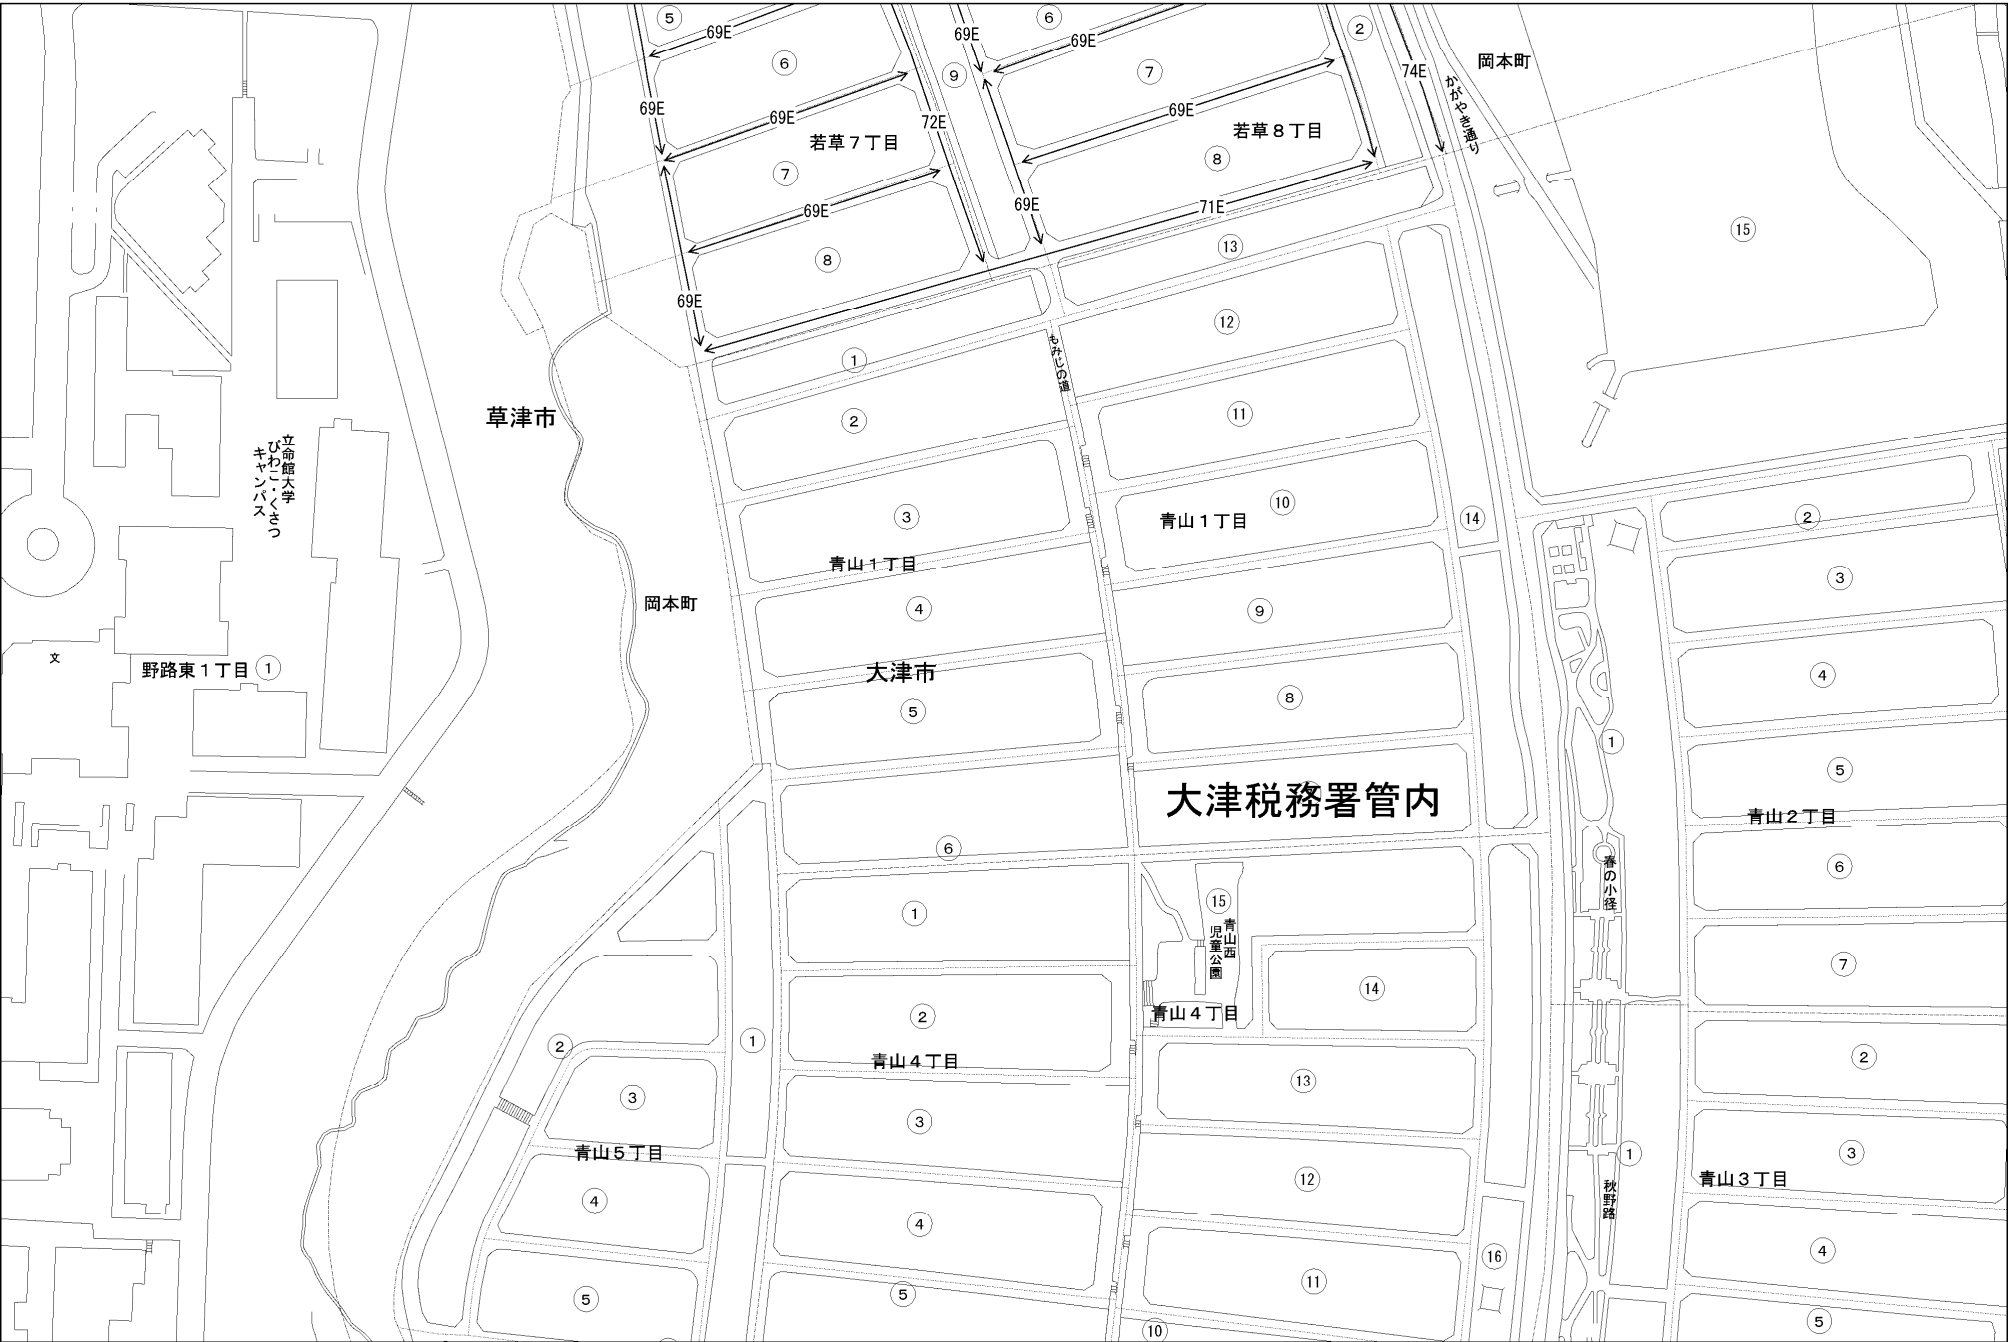 ⑤
69E
69E
⑥
69E
②
⑥
⑨
⑦
74E
岡本町
かがやき通り
69E
69E
72E
若草7丁目
69E
若草8丁目
⑧
⑦
69E
69E
71E
⑮
⑧
⑬
69E
⑫
①
もみじの道
草津市
②
⑪
立命館大学
びわこ・くさつ
キャンパス
③
⑩
青山1丁目
⑭
②
青山1丁目
③
岡本町
④
⑨
文
野路東1丁目
①
大津市
④
⑤
⑧
①
⑤
大津税務署管内
青山2丁目
⑥
⑥
春の小径
①
⑮
青山西
児童公園
⑦
②
⑭
青山4丁目
②
①
青山4丁目
②
③
⑬
③
青山5丁目
①
③
④
⑫
青山3丁目
秋野路
④
⑯
④
⑤
⑤
⑪
⑤
⑩